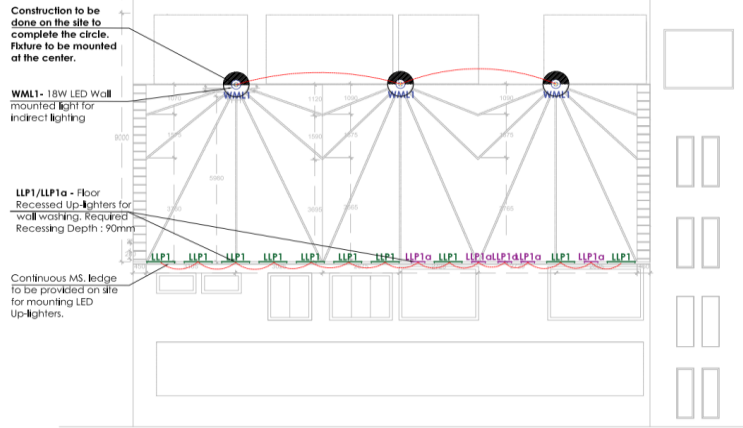 Construction to be
done on the site to
complete the circle.
Fixture to be mounted
at the center.
WML1- 18W LED Wall
mounted light for
indirect lighting
WML1 WML1 WML1
1120
1090
1090
1075
9000
LLP1/LLP1a - Floor
Recessed Up-lighters for
wall washing. Required
Recessing Depth : 90mm
LLP1 LLP1 LLP1 LLP1 LLP1 LLP1 LLP1 LLP1a LLP1 LLP1a LLP1a LLP1a LLP1 LLP1a LLP1
Continuous MS. ledge
to be provided on site
for mounting LED
Up-lighters.